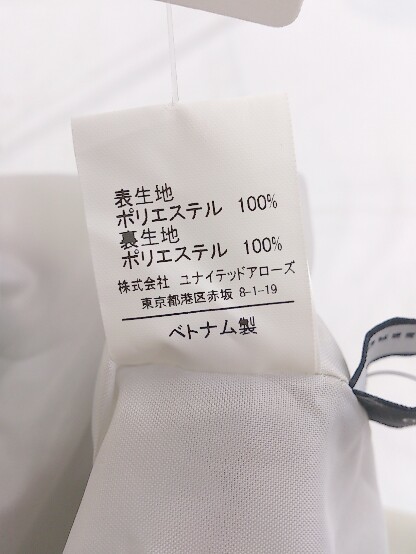 表生地
ポリエステル 100%
裏生地
ポリエステル 100%
株式会社 ユナイテッドアローズ
東京都港区赤坂 8-1-19
ベトナム製